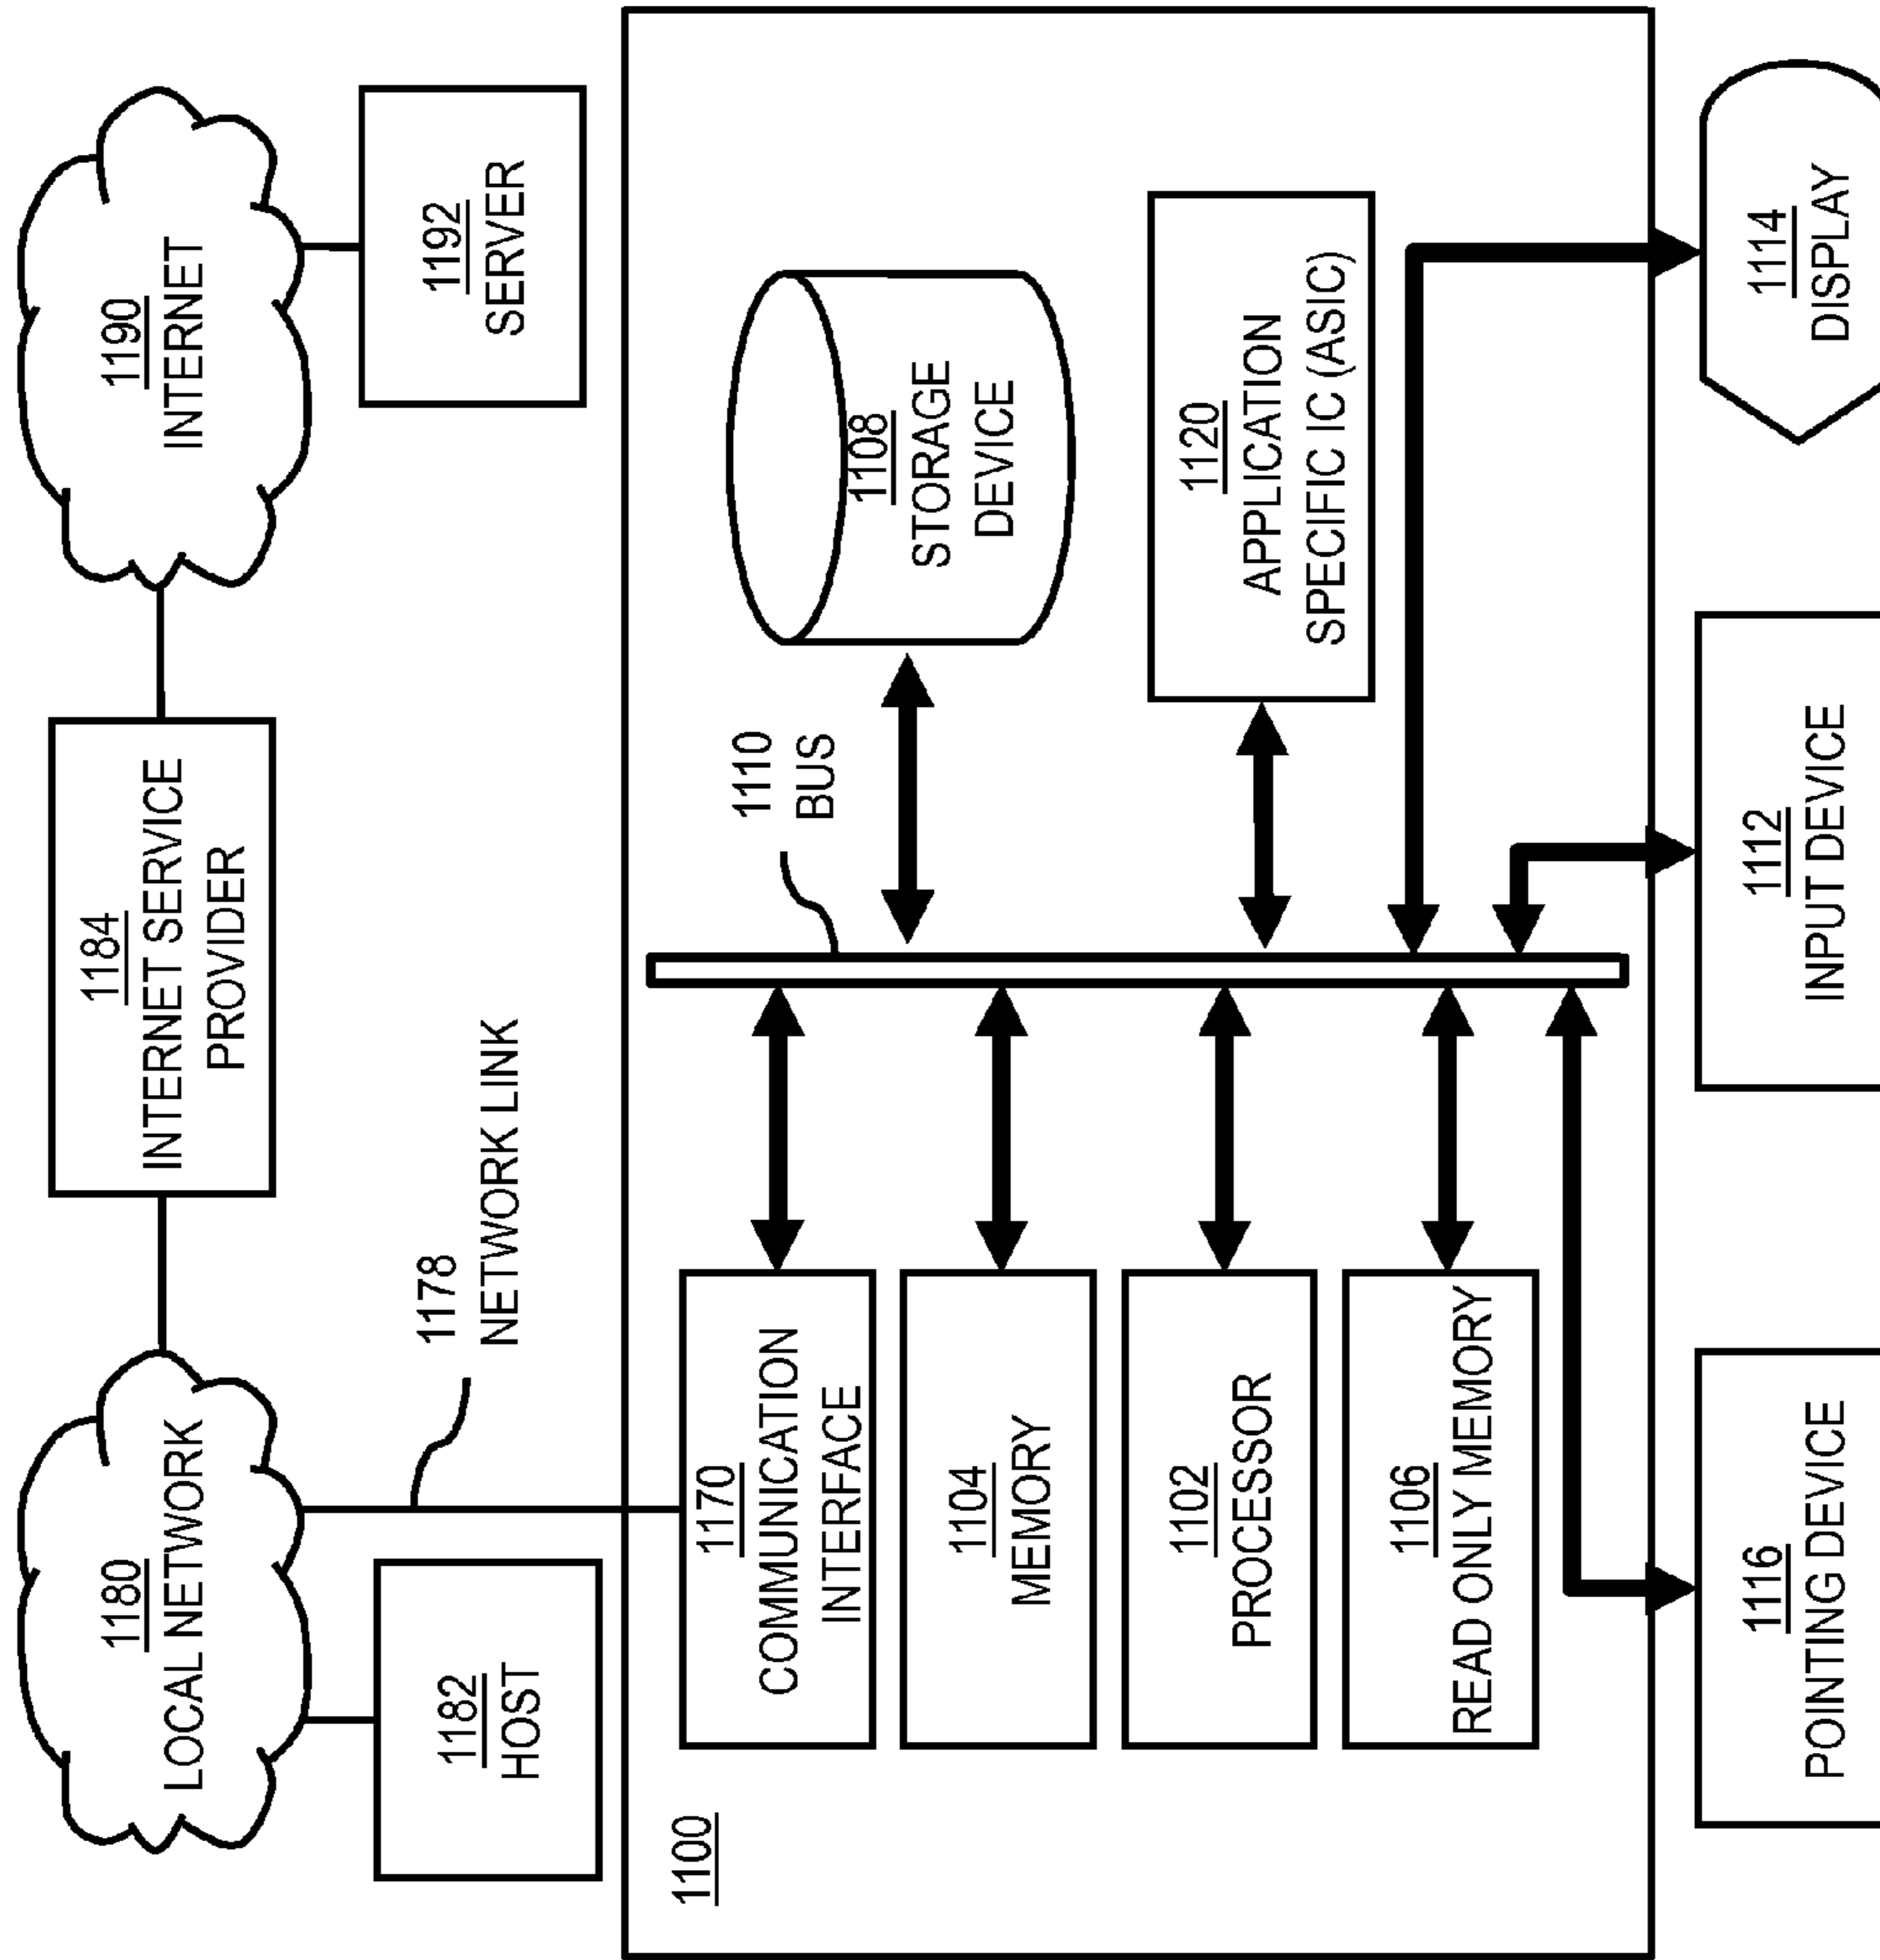 1180
LOCAL NETWORK
1184
INTERNET SERVICE
PROVIDER
1190
INTERNET
1182
HOST
1178
NETWORK LINK
1192
SERVER
1100
1170
COMMUNICATION
INTERFACE
1110
BUS
1108
STORAGE
DEVICE
1104
MEMORY
1102
PROCESSOR
1120
APPLICATION
SPECIFIC IC (ASIC)
1106
READ ONLY MEMORY
1116
POINTING DEVICE
1112
INPUT DEVICE
1114
DISPLAY